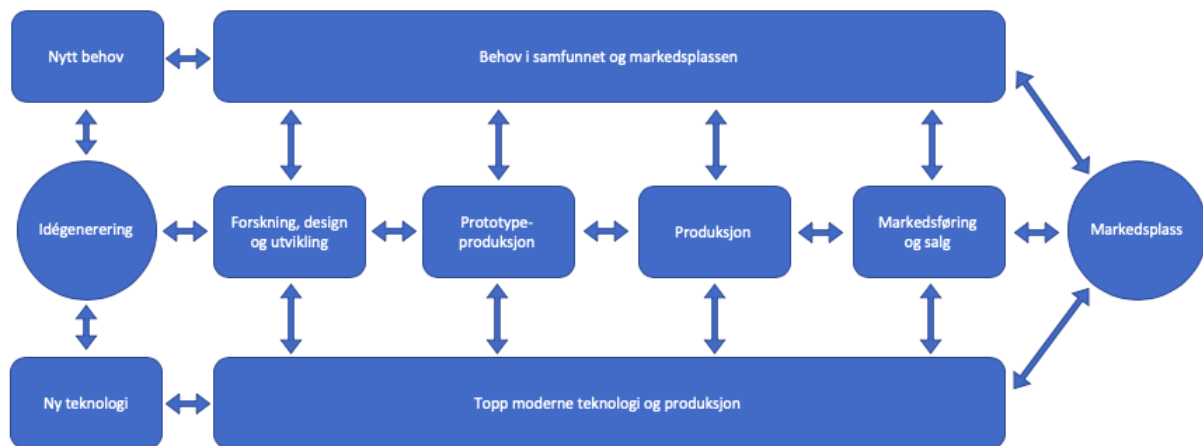 Nytt behov
Behov i samfunnet og markedsplassen
Idégenerering
Forskning, design
og utvikling
Prototype-
produksjon
Produksjon
Markedsføring
og salg
Markedsplass
Ny teknologi
Topp moderne teknologi og produksjon